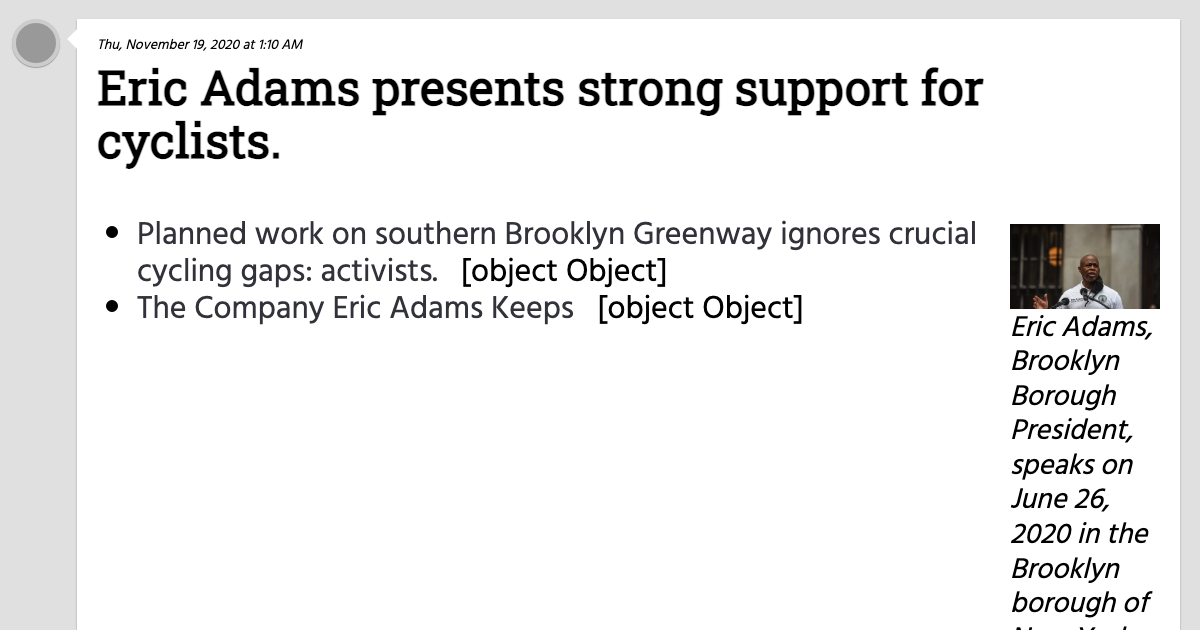 Thu, November 19, 2020 at 1:10 AM
Eric Adams presents strong support for
cyclists.
Planned work on southern Brooklyn Greenway ignores crucial
cycling gaps: activists. [object Object]
The Company Eric Adams Keeps [object Object]
Eric Adams,
Brooklyn
Borough
President,
speaks on
June 26,
2020 in the
Brooklyn
borough of